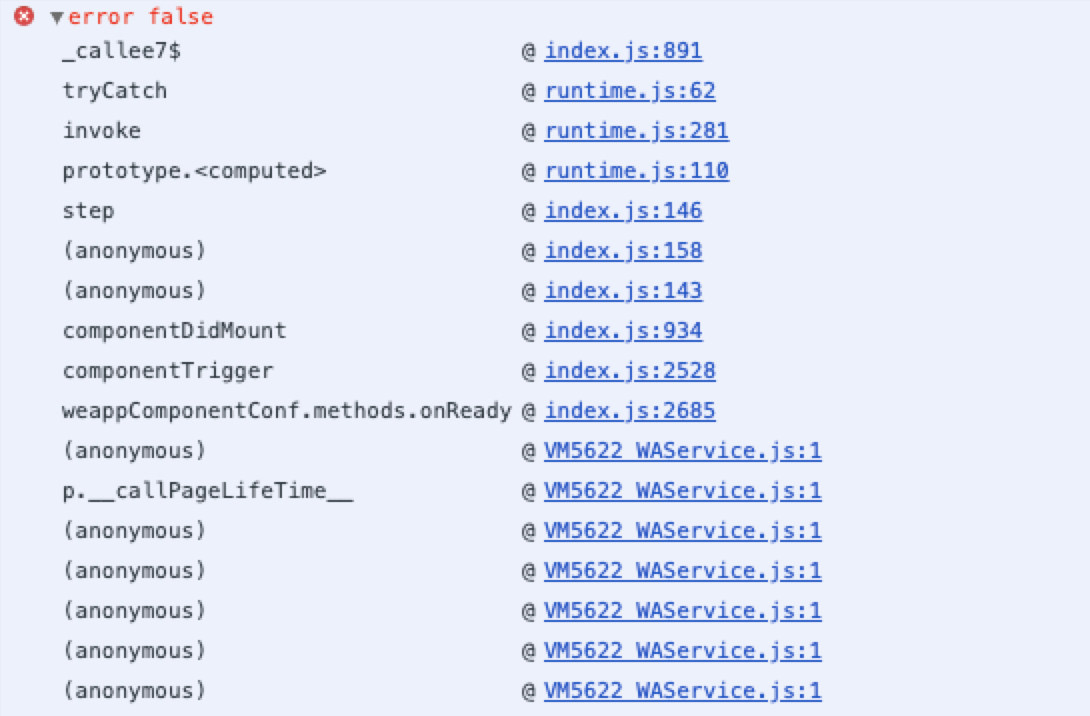 error false
_callee7$ @ index.js:891
tryCatch @ runtime.js:62
invoke @ runtime.js:281
prototype.<computed> @ runtime.js:110
step @ index.js:146
(anonymous) @ index.js:158
(anonymous) @ index.js:143
componentDidMount @ index.js:934
componentTrigger @ index.js:2528
weappComponentConf.methods.onReady @ index.js:2685
(anonymous) @ VM5622 WAService.js:1
p.__callPageLifeTime__ @ VM5622 WAService.js:1
(anonymous) @ VM5622 WAService.js:1
(anonymous) @ VM5622 WAService.js:1
(anonymous) @ VM5622 WAService.js:1
(anonymous) @ VM5622 WAService.js:1
(anonymous) @ VM5622 WAService.js:1